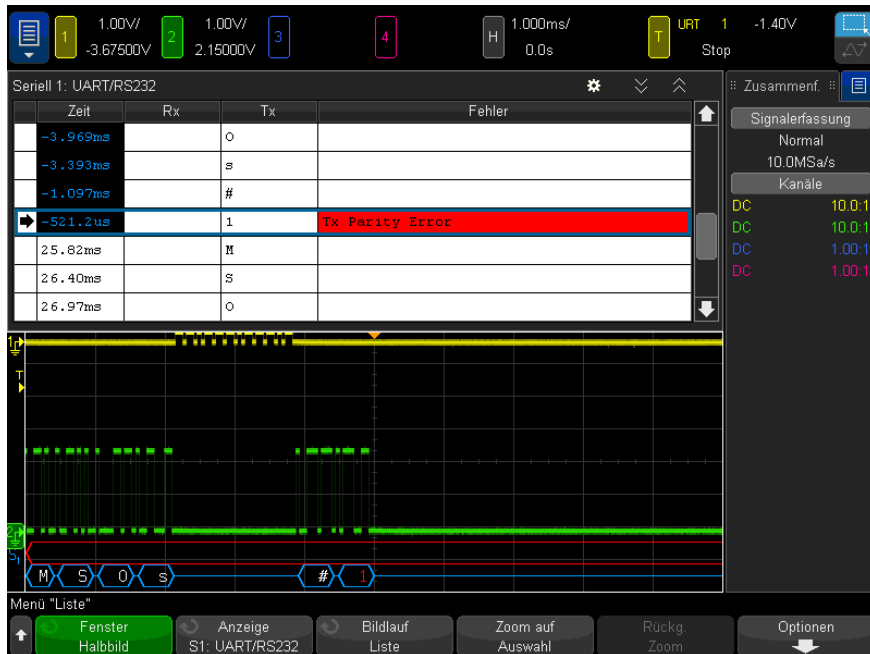 1 1.00V/ -3.67500V
2 1.00V/ 2.15000V
3
4
H 1.000ms/ 0.0s
T URT 1 -1.40V Stop
Seriell 1: UART/RS232
Zeit Rx Tx Fehler
-3.969ms O
-3.393ms s
-1.097ms #
-521.2us 1 Tx Parity Error
25.82ms M
26.40ms S
26.97ms O
Zusammenf.
Signalerfassung
Normal
10.0MSa/s
Kanäle
DC 10.0:1
DC 10.0:1
DC 1.00:1
DC 1.00:1
1
T
2
S1
M S O s # 1
Menü "Liste"
Fenster Halbbild
Anzeige S1: UART/RS232
Bildlauf Liste
Zoom auf Auswahl
Rückg. Zoom
Optionen